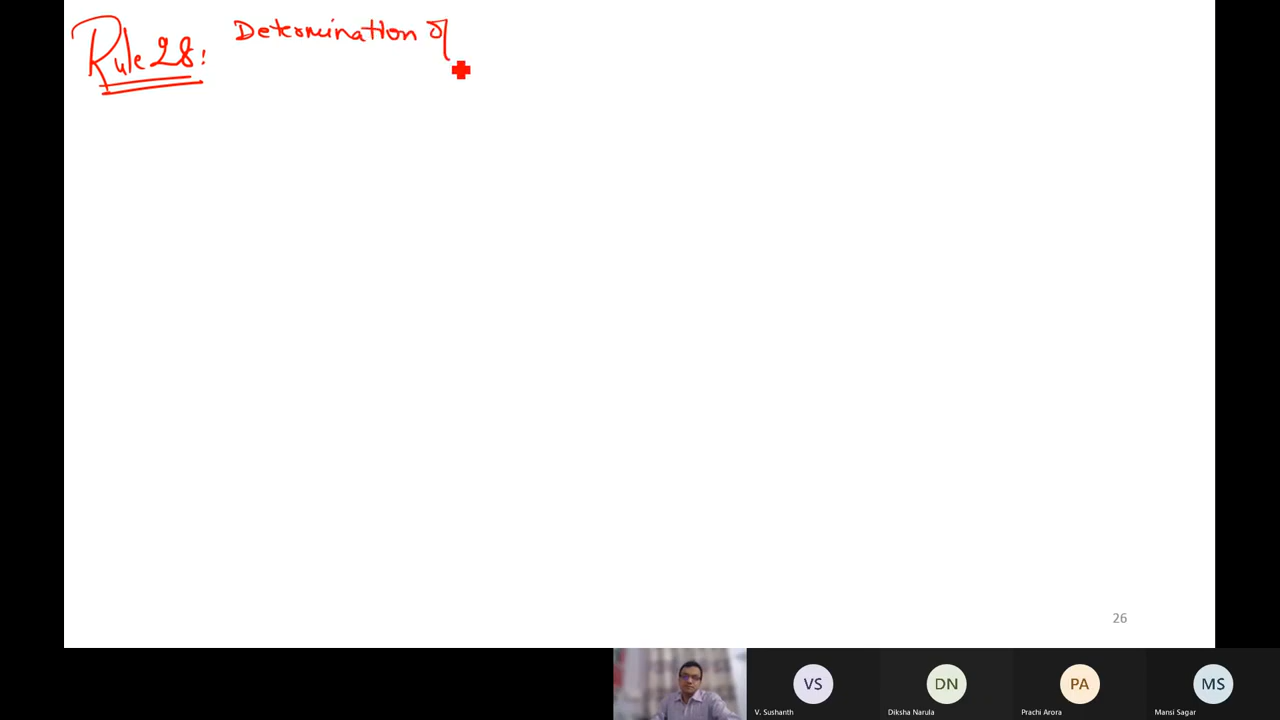 Rule 28: Determination of
26
VS
DN
PA
MS
V. Sushanth
Diksha Narula
Prachi Arora
Mansi Sagar